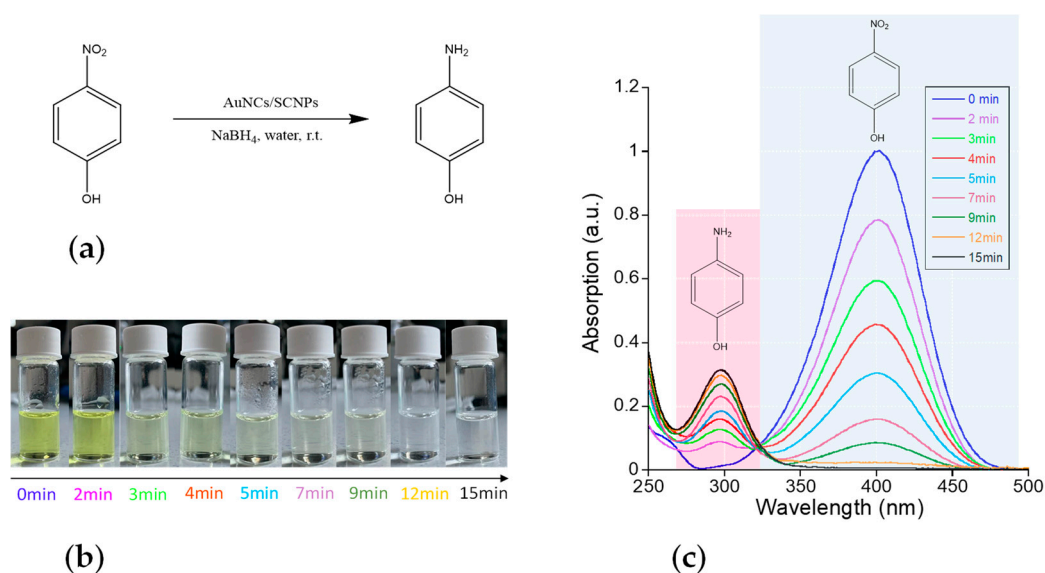 NO₂
OH
AuNCs/SCNPs
NaBH₄, water, r.t.
NH₂
OH
(a)
0min 2min 3min 4min 5min 7min 9min 12min 15min
(b)
Absorption (a.u.)
1.2
1
0.8
0.6
0.4
0.2
0
250 300 350 400 450 500
Wavelength (nm)
NH₂
OH
NO₂
OH
0 min
2 min
3min
4min
5min
7min
9min
12min
15min
(c)